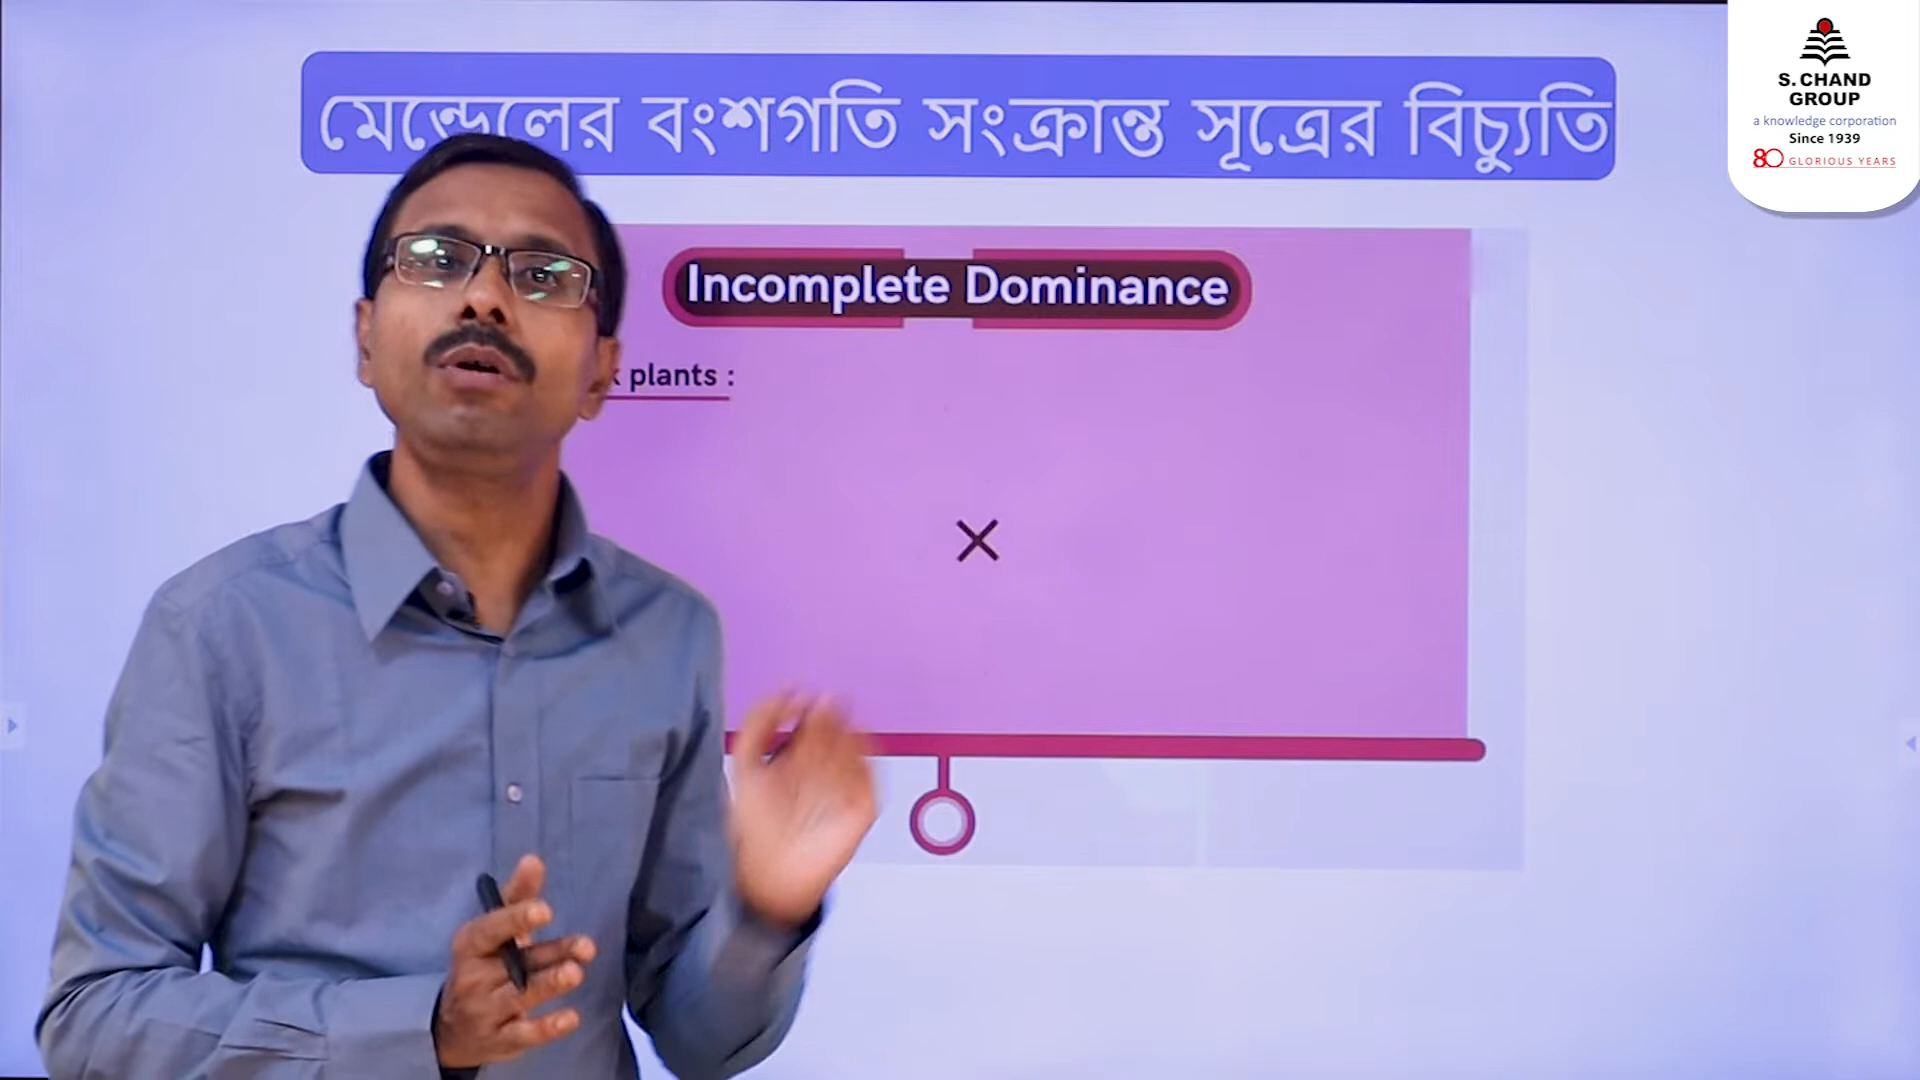 মেন্ডেলের বংশগতি সংক্রান্ত সূত্রের বিচ্যুতি
S. CHAND
GROUP
a knowledge corporation
Since 1939
80 GLORIOUS YEARS
Incomplete Dominance
plants :
×